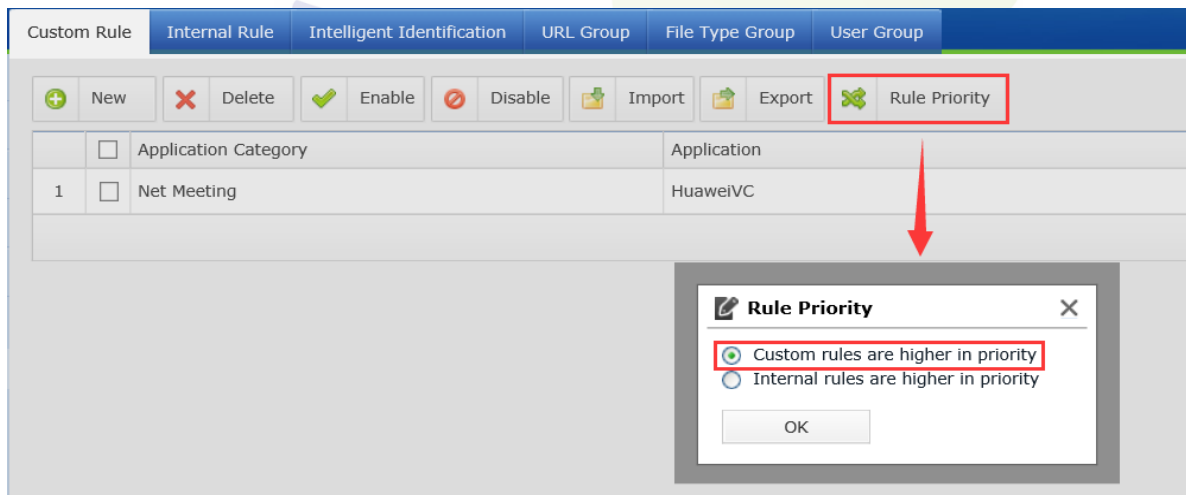 Custom Rule Internal Rule Intelligent Identification URL Group File Type Group User Group
New Delete Enable Disable Import Export Rule Priority
Application Category Application
1 Net Meeting HuaweiVC
Rule Priority
Custom rules are higher in priority
Internal rules are higher in priority
OK